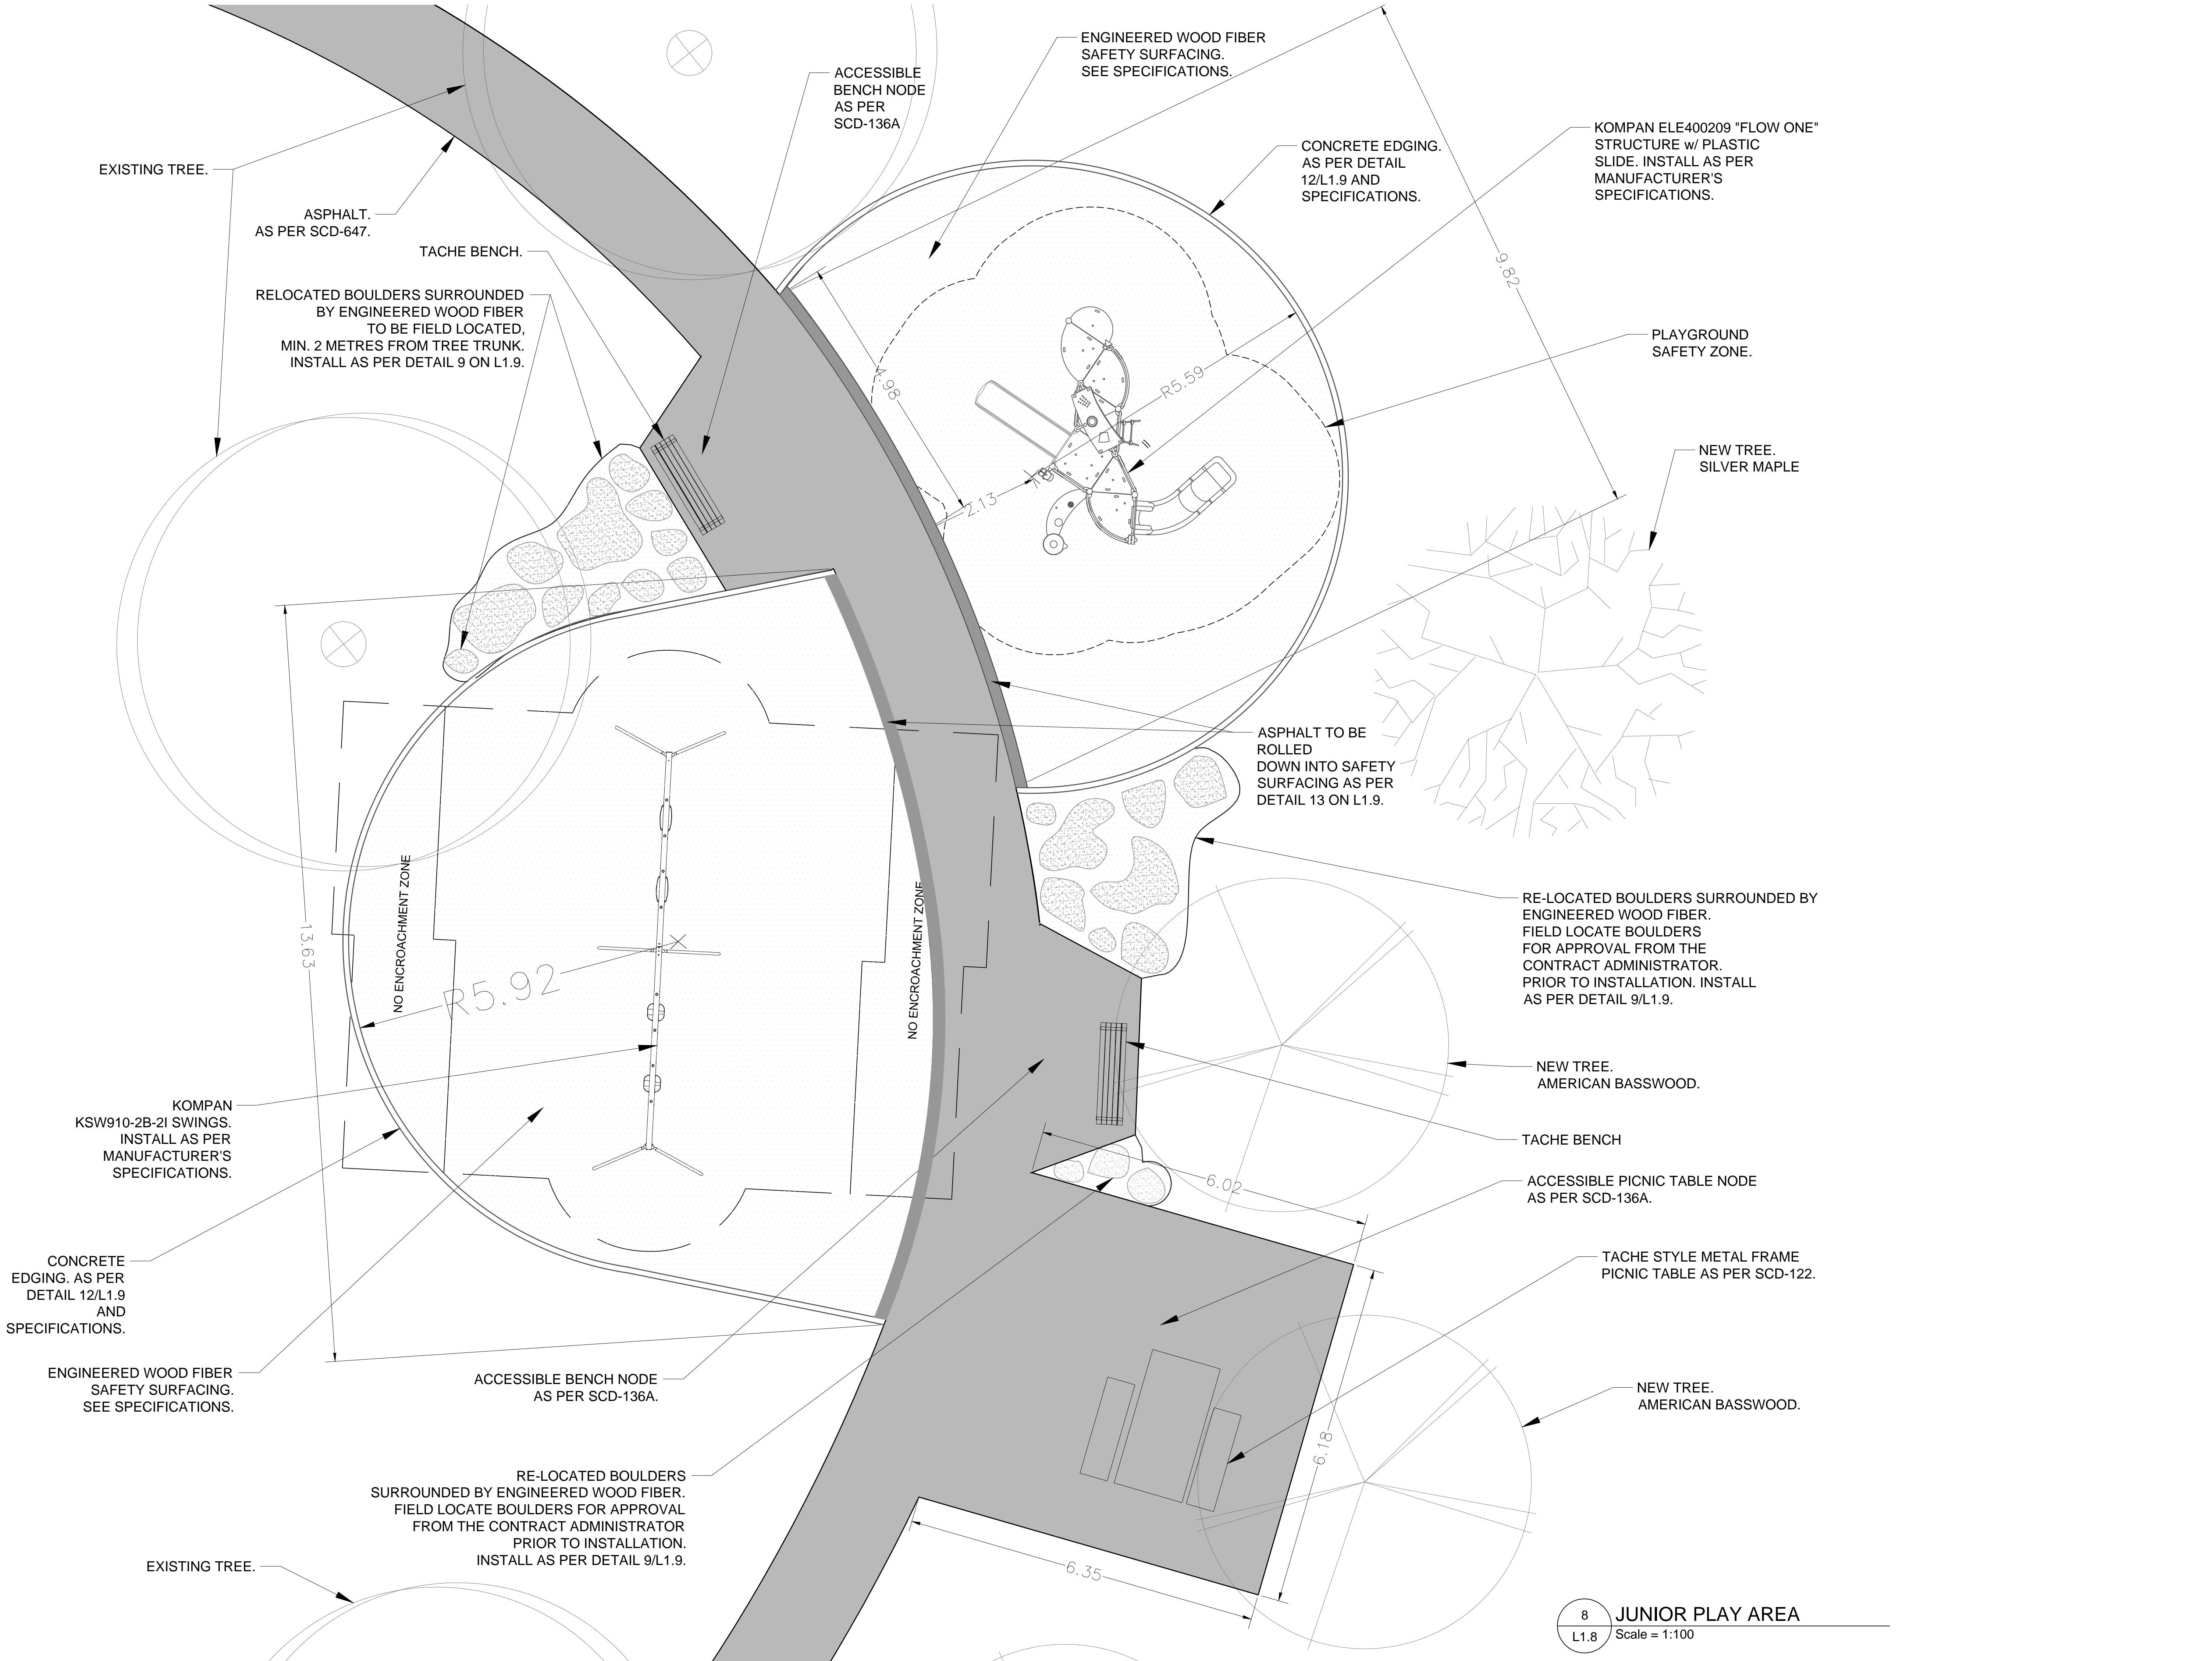 ENGINEERED WOOD FIBER
SAFETY SURFACING.
SEE SPECIFICATIONS.
ACCESSIBLE
BENCH NODE
AS PER
SCD-136A
KOMPAN ELE400209 "FLOW ONE"
STRUCTURE w/ PLASTIC
SLIDE. INSTALL AS PER
MANUFACTURER'S
SPECIFICATIONS.
CONCRETE EDGING.
AS PER DETAIL
12/L1.9 AND
SPECIFICATIONS.
EXISTING TREE.
ASPHALT.
AS PER SCD-647.
TACHE BENCH.
9.82
RELOCATED BOULDERS SURROUNDED
BY ENGINEERED WOOD FIBER
TO BE FIELD LOCATED,
MIN. 2 METRES FROM TREE TRUNK.
INSTALL AS PER DETAIL 9 ON L1.9.
PLAYGROUND
SAFETY ZONE.
R5.59
2.13
NEW TREE.
SILVER MAPLE
ASPHALT TO BE
ROLLED
DOWN INTO SAFETY
SURFACING AS PER
DETAIL 13 ON L1.9.
NO ENCROACHMENT ZONE
NO ENCROACHMENT ZONE
13.63
R5.92
RE-LOCATED BOULDERS SURROUNDED BY
ENGINEERED WOOD FIBER.
FIELD LOCATE BOULDERS
FOR APPROVAL FROM THE
CONTRACT ADMINISTRATOR.
PRIOR TO INSTALLATION. INSTALL
AS PER DETAIL 9/L1.9.
NEW TREE.
AMERICAN BASSWOOD.
KOMPAN
KSW910-2B-2I SWINGS.
INSTALL AS PER
MANUFACTURER'S
SPECIFICATIONS.
TACHE BENCH
6.02
ACCESSIBLE PICNIC TABLE NODE
AS PER SCD-136A.
CONCRETE
EDGING. AS PER
DETAIL 12/L1.9
AND
SPECIFICATIONS.
TACHE STYLE METAL FRAME
PICNIC TABLE AS PER SCD-122.
ENGINEERED WOOD FIBER
SAFETY SURFACING.
SEE SPECIFICATIONS.
ACCESSIBLE BENCH NODE
AS PER SCD-136A.
NEW TREE.
AMERICAN BASSWOOD.
6.18
RE-LOCATED BOULDERS
SURROUNDED BY ENGINEERED WOOD FIBER.
FIELD LOCATE BOULDERS FOR APPROVAL
FROM THE CONTRACT ADMINISTRATOR
PRIOR TO INSTALLATION.
INSTALL AS PER DETAIL 9/L1.9.
6.35
EXISTING TREE.
8
L1.8
JUNIOR PLAY AREA
Scale = 1:100